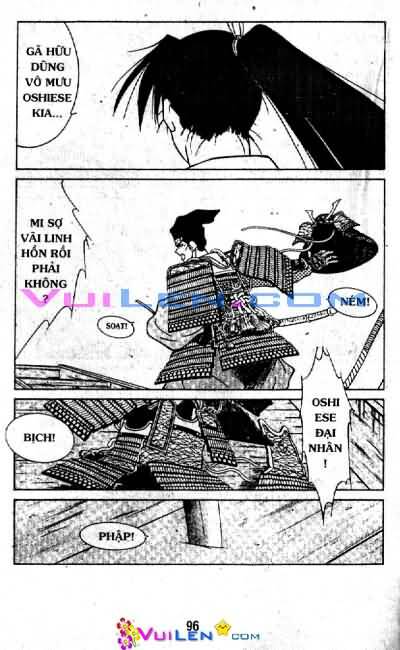 GÃ HỮU
DŨNG
VÔ MƯU
OSHIESE
KIA...
MI SỢ
VÃI LINH
HỒN RỒI
PHẢI
KHÔNG
?
VUILEN.COM
NÉM!
SOẠT!
OSHI
ESE
ĐẠI
NHÂN
!
BỊCH!
PHẬP!
96
VUILEN.COM